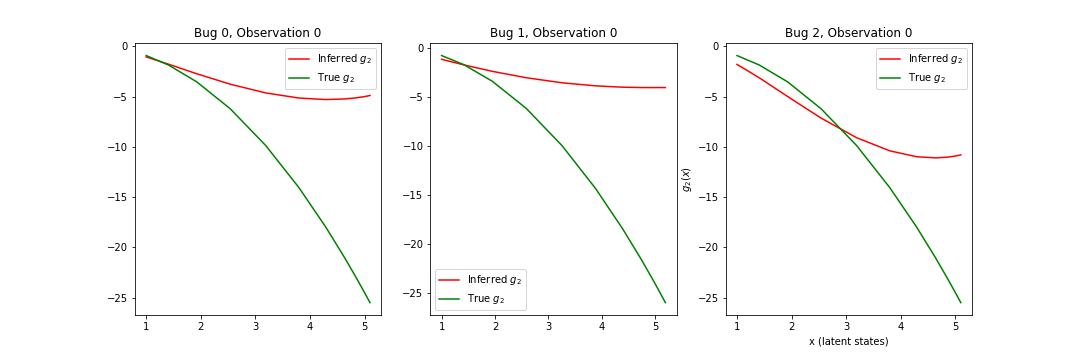 Bug 0, Observation 0
Inferred g₂
True g₂
0
−5
−10
−15
−20
−25
1 2 3 4 5
Bug 1, Observation 0
Inferred g₂
True g₂
0
−5
−10
−15
−20
−25
1 2 3 4 5
Bug 2, Observation 0
Inferred g₂
True g₂
g₂(x)
0
−5
−10
−15
−20
−25
1 2 3 4 5
x (latent states)